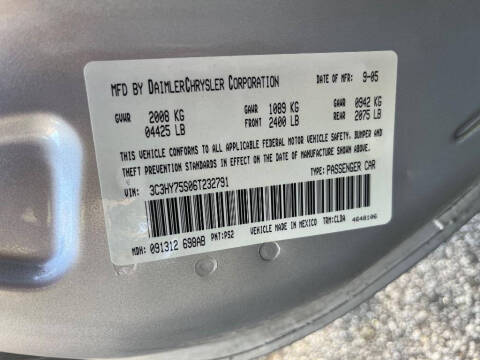 MFD BY DAIMLERCHRYSLER CORPORATION DATE OF MFR: 9-05
GVWR 2008 KG GAWR 1089 KG GAWR 0942 KG
04425 LB FRONT 2400 LB REAR 2075 LB
THIS VEHICLE CONFORMS TO ALL APPLICABLE FEDERAL MOTOR VEHICLE SAFETY, BUMPER AND
THEFT PREVENTION STANDARDS IN EFFECT ON THE DATE OF MANUFACTURE SHOWN ABOVE.
VIN: 3C3HY75S06T232791 TYPE: PASSENGER CAR
MDH: 091312 698AB PNT: PS2 VEHICLE MADE IN MEXICO TRM: CLDA 4648106